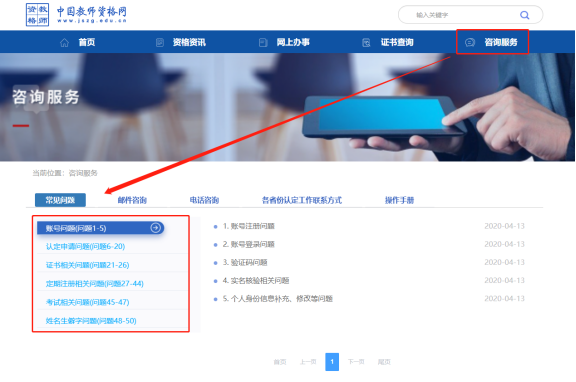 资教
格师
中国教师资格网
www.jszg.edu.cn
输入关键字
首页 资格资讯 网上办事 证书查询 咨询服务
咨询服务
当前位置：咨询服务
常见问题 邮件咨询 电话咨询 各省份认定工作联系方式 操作手册
账号问题(问题1-5)
认定申请问题(问题6-20)
证书相关问题(问题21-26)
定期注册相关问题(问题27-44)
考试相关问题(问题45-47)
姓名生僻字问题(问题48-50)
1. 账号注册问题 2020-04-13
2. 账号登录问题 2020-04-13
3. 验证码问题 2020-04-13
4. 实名核验相关问题 2020-04-13
5. 个人身份信息补充、修改等问题 2020-04-13
首页 上一页 1 下一页 尾页